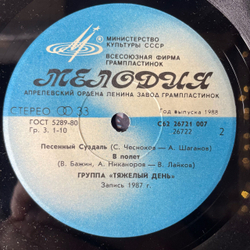 МИНИСТЕРСТВО
КУЛЬТУРЫ СССР
ВСЕСОЮЗНАЯ ФИРМА
ГРАМПЛАСТИНОК
МЕЛОДИЯ
АПРЕЛЕВСКИЙ ОРДЕНА ЛЕНИНА ЗАВОД ГРАМПЛАСТИНОК
СТЕРЕО 33
Год выпуска 1988
ГОСТ 5289-80
С62 26721 007
Гр. 3. 1-10
26722
2
Песенный Суздаль (С. Чесноков — А. Шаганов)
В полет
(В. Бажин, А. Никаноров — В. Лайков)
ГРУППА «ТЯЖЕЛЫЙ ДЕНЬ»
Запись 1987 г.